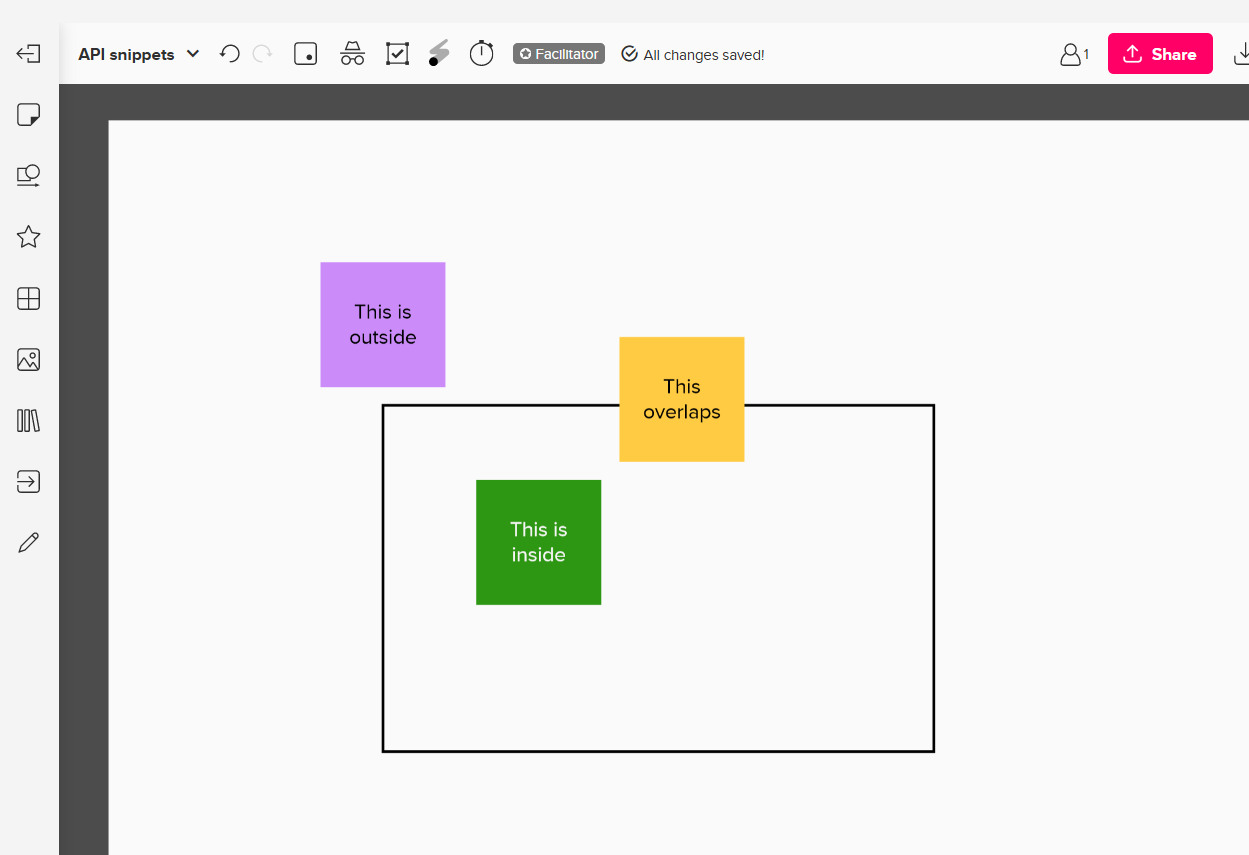 API snippets
Facilitator
All changes saved!
1
Share
This is
outside
This
overlaps
This is
inside